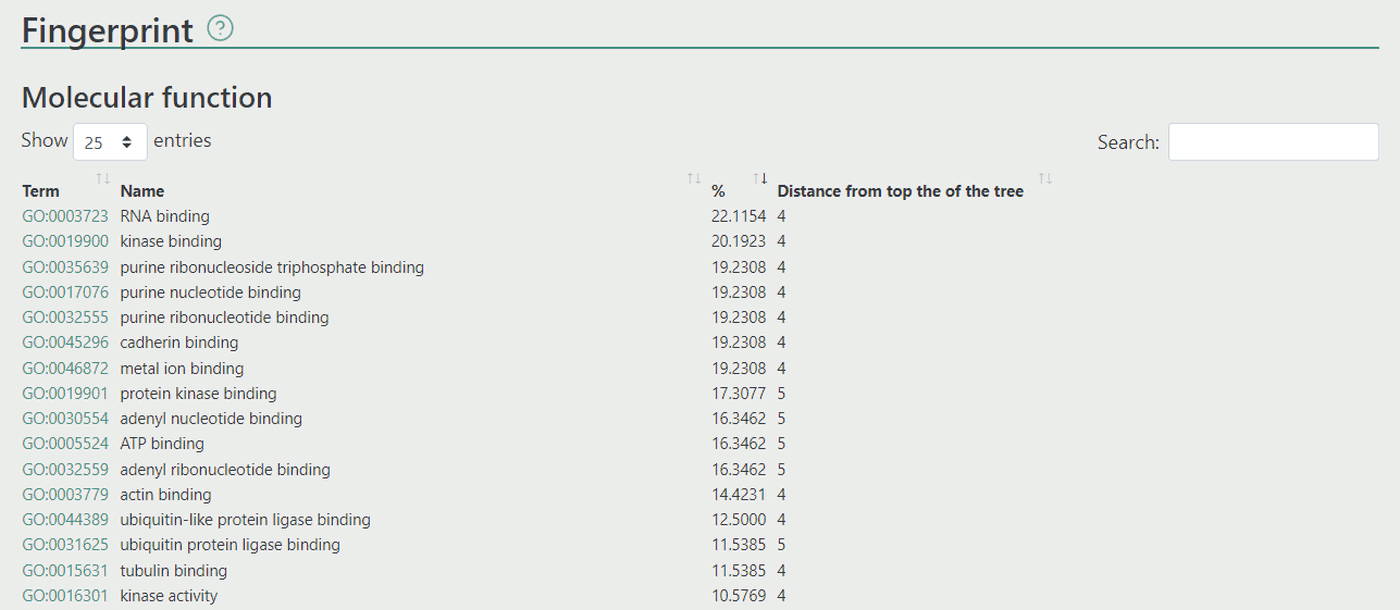 Fingerprint ?
Molecular function
Show 25 entries Search:
Term Name % Distance from top the of the tree
GO:0003723 RNA binding 22.1154 4
GO:0019900 kinase binding 20.1923 4
GO:0035639 purine ribonucleoside triphosphate binding 19.2308 4
GO:0017076 purine nucleotide binding 19.2308 4
GO:0032555 purine ribonucleotide binding 19.2308 4
GO:0045296 cadherin binding 19.2308 4
GO:0046872 metal ion binding 19.2308 4
GO:0019901 protein kinase binding 17.3077 5
GO:0030554 adenyl nucleotide binding 16.3462 5
GO:0005524 ATP binding 16.3462 5
GO:0032559 adenyl ribonucleotide binding 16.3462 5
GO:0003779 actin binding 14.4231 4
GO:0044389 ubiquitin-like protein ligase binding 12.5000 4
GO:0031625 ubiquitin protein ligase binding 11.5385 5
GO:0015631 tubulin binding 11.5385 4
GO:0016301 kinase activity 10.5769 4